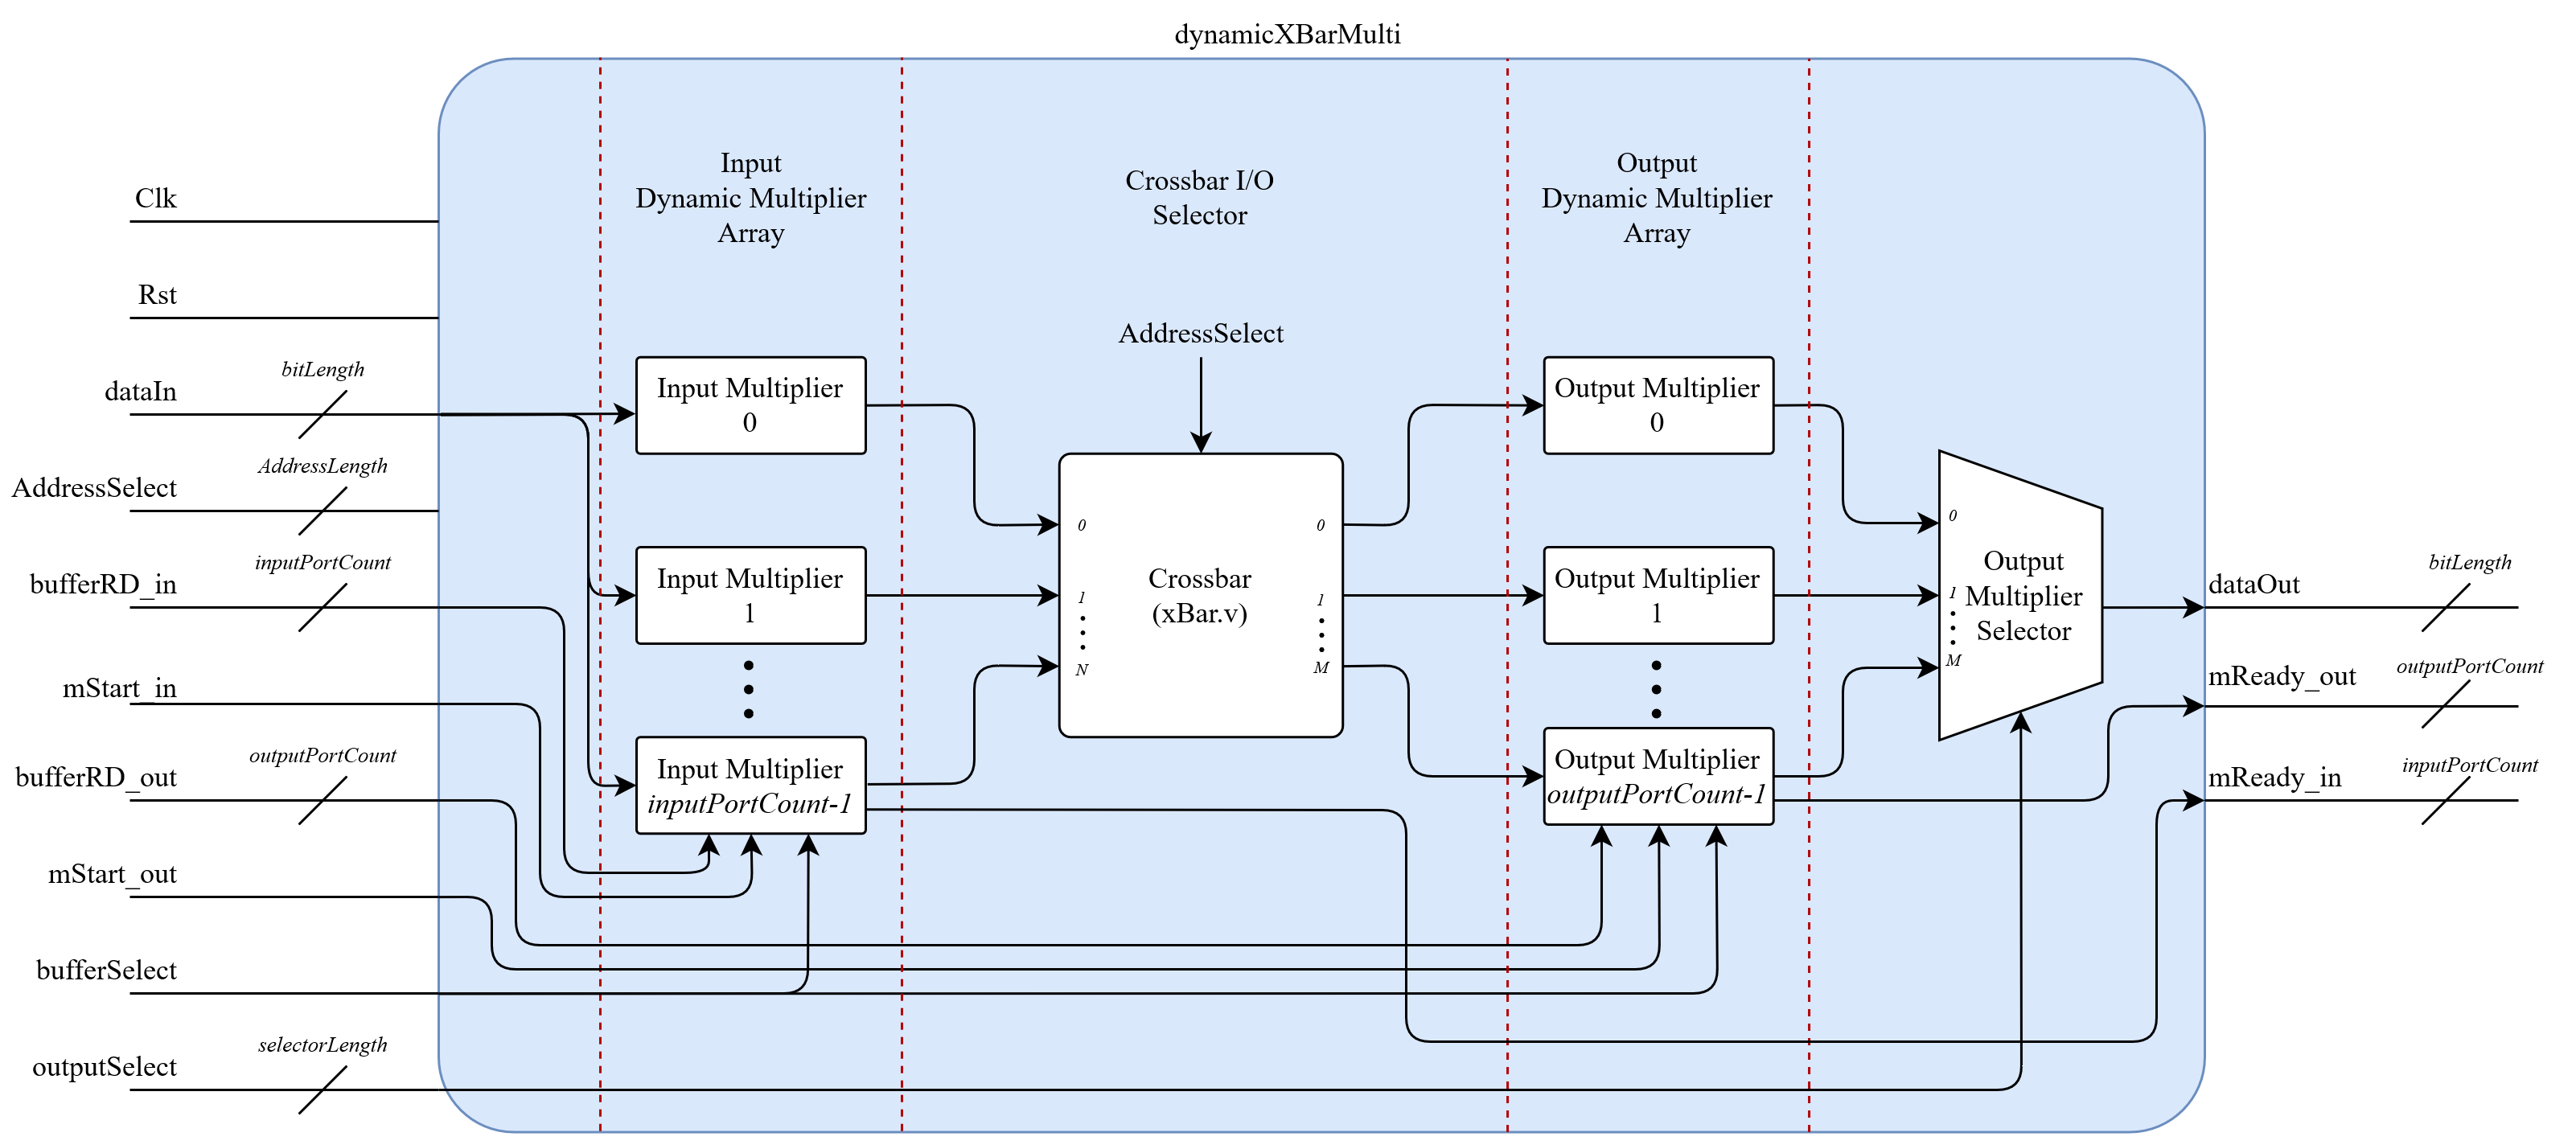 dynamicXBarMulti
Input
Dynamic Multiplier
Array
Crossbar I/O
Selector
Output
Dynamic Multiplier
Array
Clk
Rst
dataIn
bitLength
AddressSelect
AddressLength
bufferRD_in
inputPortCount
mStart_in
bufferRD_out
outputPortCount
mStart_out
bufferSelect
outputSelect
selectorLength
Input Multiplier
0
Input Multiplier
1
Input Multiplier
inputPortCount-1
AddressSelect
Crossbar
(xBar.v)
0
1
N
0
1
M
Output Multiplier
0
Output Multiplier
1
Output Multiplier
outputPortCount-1
0
1
M
Output
Multiplier
Selector
dataOut
bitLength
mReady_out
outputPortCount
mReady_in
inputPortCount